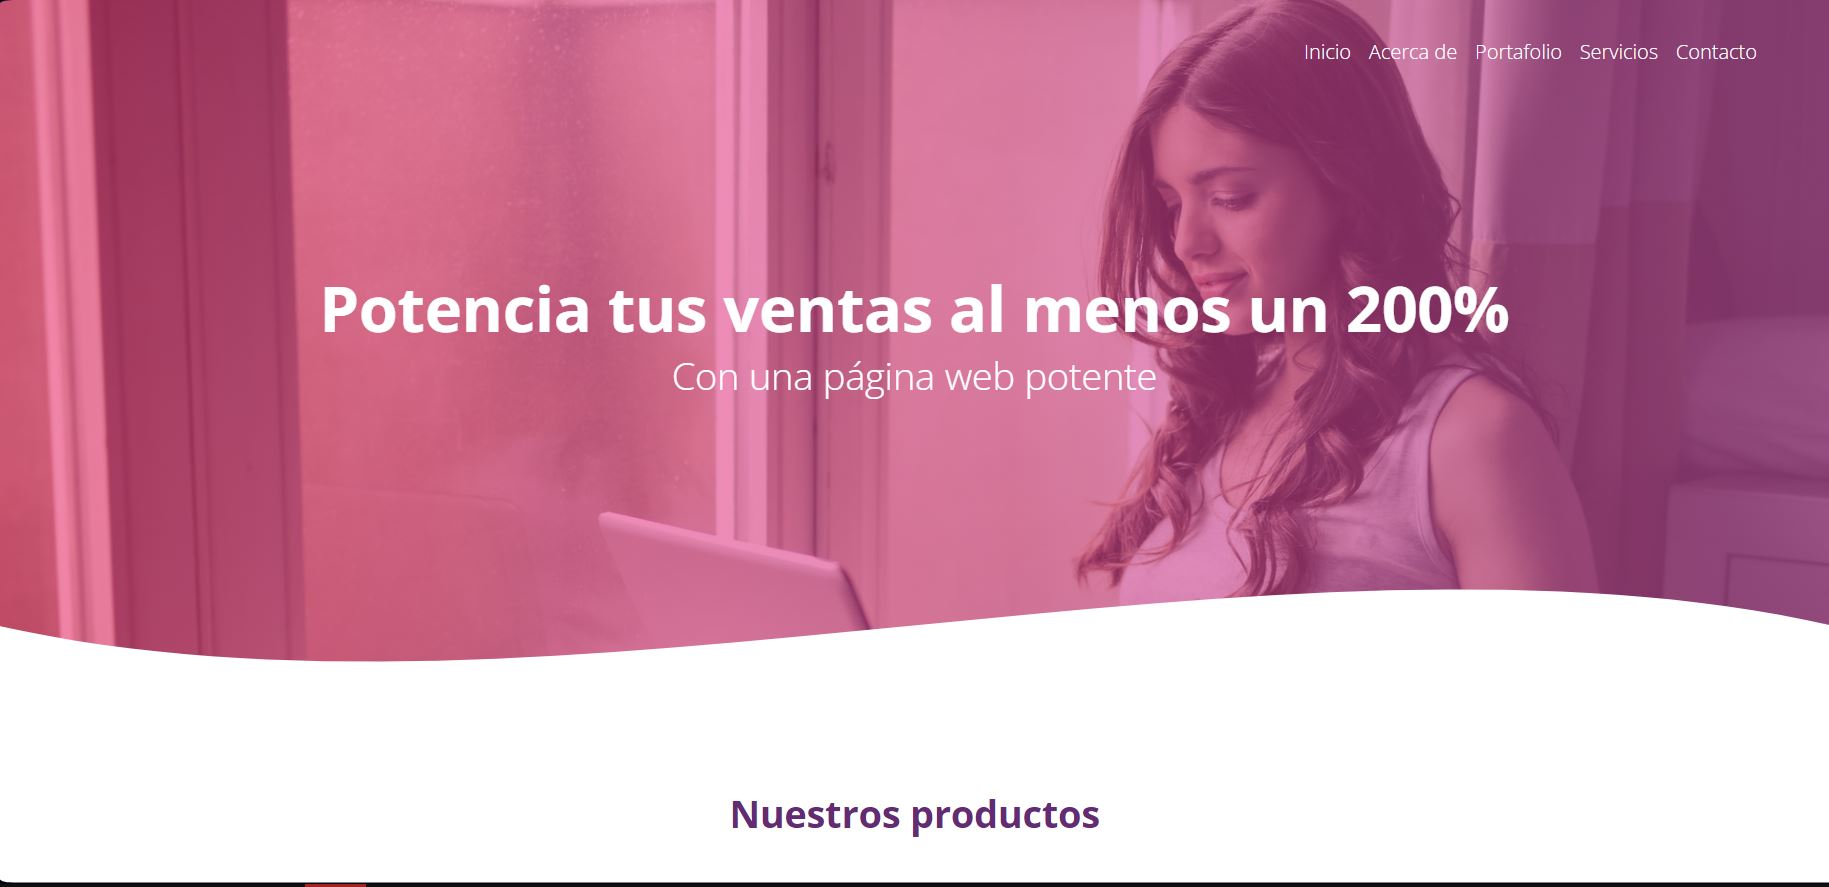 Inicio Acerca de Portafolio Servicios Contacto
Potencia tus ventas al menos un 200%
Con una página web potente
Nuestros productos